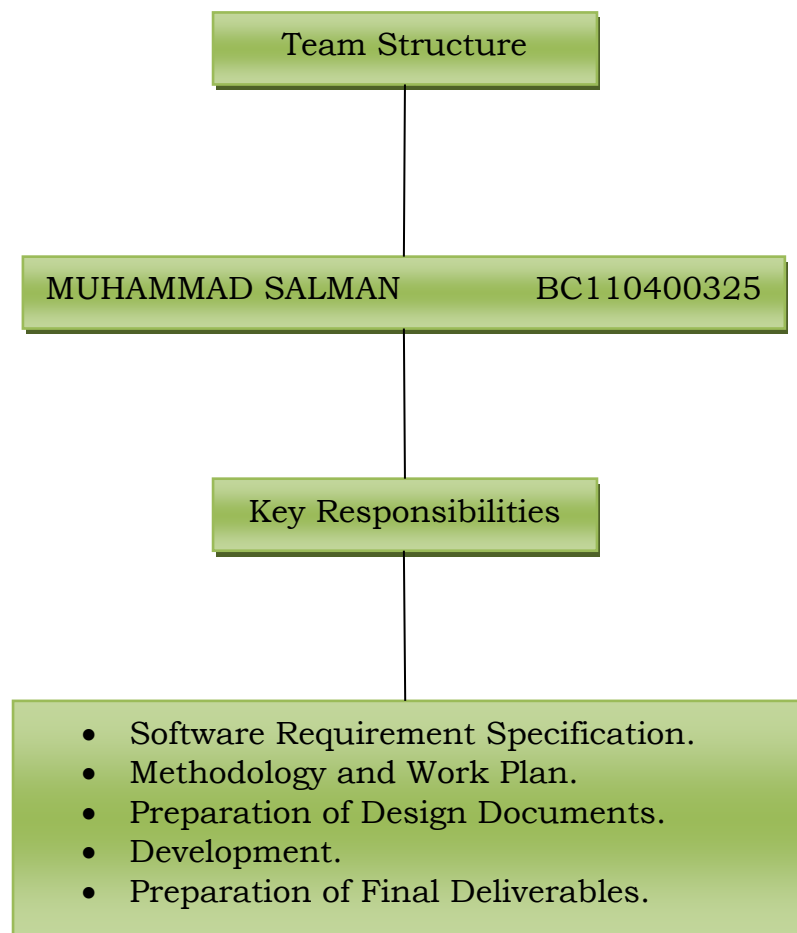 Team Structure
MUHAMMAD SALMAN BC110400325
Key Responsibilities
• Software Requirement Specification.
• Methodology and Work Plan.
• Preparation of Design Documents.
• Development.
• Preparation of Final Deliverables.